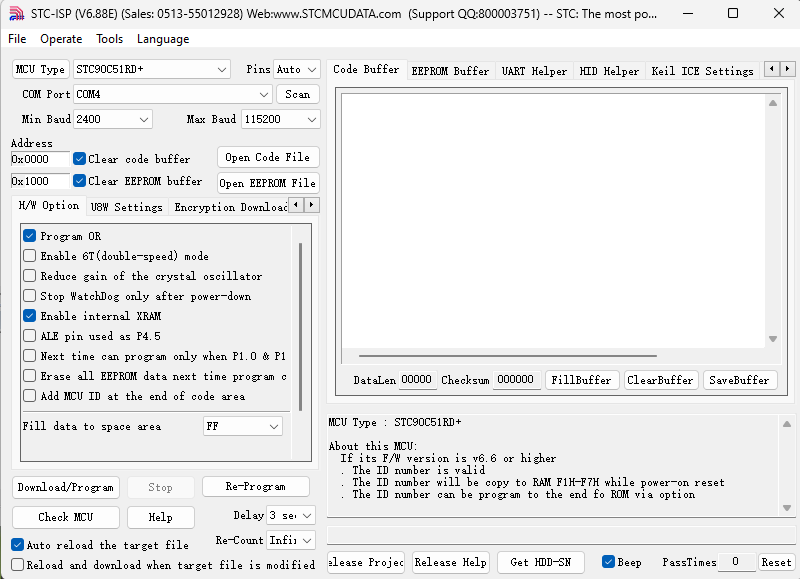 STC-ISP (V6.88E) (Sales: 0513-55012928) Web:www.STCMCUDATA.com (Support QQ:800003751) -- STC: The most po...
File Operate Tools Language
MCU Type STC90C51RD+ Pins Auto
COM Port COM4 Scan
Min Baud 2400 Max Baud 115200
Address
0x0000 Clear code buffer Open Code File
0x1000 Clear EEPROM buffer Open EEPROM File
H/W Option U8W Settings Encryption Download
Program OR
Enable 6T(double-speed) mode
Reduce gain of the crystal oscillator
Stop WatchDog only after power-down
Enable internal XRAM
ALE pin used as P4.5
Next time can program only when P1.0 & P1
Erase all EEPROM data next time program c
Add MCU ID at the end of code area
Fill data to space area FF
Download/Program Stop Re-Program
Check MCU Help Delay 3 sec
Auto reload the target file Re-Count Infi
Reload and download when target file is modified
Code Buffer EEPROM Buffer UART Helper HID Helper Keil ICE Settings
DataLen 00000 Checksum 000000 FillBuffer ClearBuffer SaveBuffer
MCU Type : STC90C51RD+
About this MCU:
If its F/W version is v6.6 or higher
. The ID number is valid
. The ID number will be copy to RAM F1H-F7H while power-on reset
. The ID number can be program to the end fo ROM via option
elease Projec Release Help Get HDD-SN Beep PassTimes 0 Reset